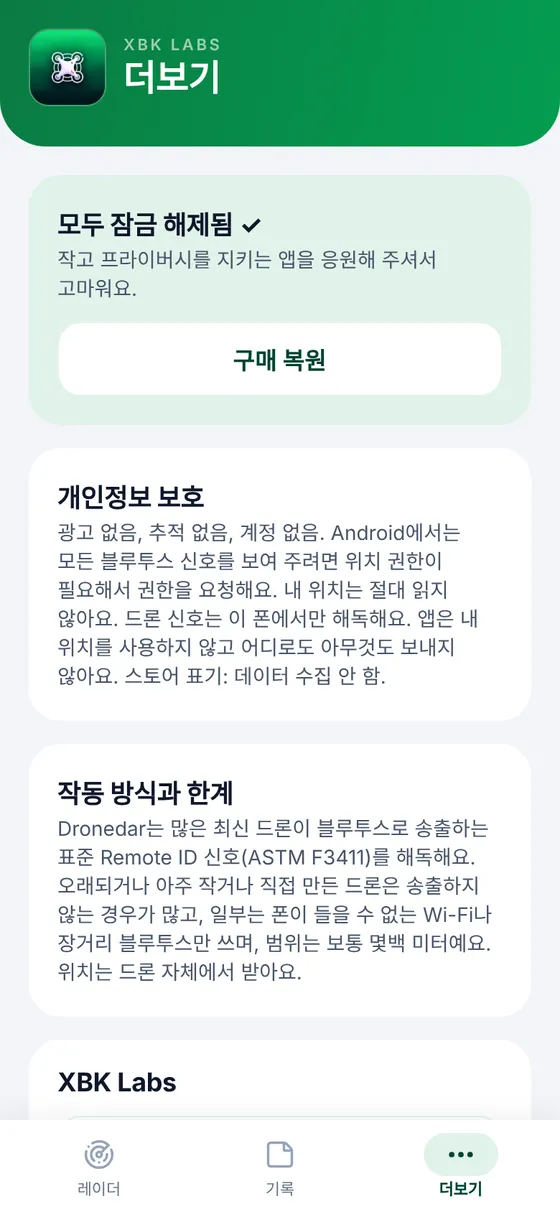 XBK LABS
더보기
모두 잠금 해제됨 ✓
작고 프라이버시를 지키는 앱을 응원해 주셔서
고마워요.
구매 복원
개인정보 보호
광고 없음, 추적 없음, 계정 없음. Android에서는
모든 블루투스 신호를 보여 주려면 위치 권한이
필요해서 권한을 요청해요. 내 위치는 절대 읽지
않아요. 드론 신호는 이 폰에서만 해독해요. 앱은 내
위치를 사용하지 않고 어디로도 아무것도 보내지
않아요. 스토어 표기: 데이터 수집 안 함.
작동 방식과 한계
Dronedar는 많은 최신 드론이 블루투스로 송출하는
표준 Remote ID 신호(ASTM F3411)를 해독해요.
오래되거나 아주 작거나 직접 만든 드론은 송출하지
않는 경우가 많고, 일부는 폰이 들을 수 없는 Wi-Fi나
장거리 블루투스만 쓰며, 범위는 보통 몇백 미터예요.
위치는 드론 자체에서 받아요.
XBK Labs
레이더
기록
더보기